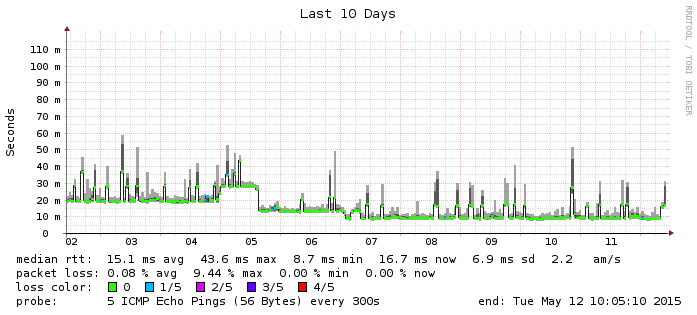 Last 10 Days
RRDTOOL / TOBI OETIKER
Seconds
110 m
100 m
90 m
80 m
70 m
60 m
50 m
40 m
30 m
20 m
10 m
0
02 03 04 05 06 07 08 09 10 11
median rtt: 15.1 ms avg 43.6 ms max 8.7 ms min 16.7 ms now 6.9 ms sd 2.2 am/s
packet loss: 0.08 % avg 9.44 % max 0.00 % min 0.00 % now
loss color: 0 1/5 2/5 3/5 4/5
probe: 5 ICMP Echo Pings (56 Bytes) every 300s end: Tue May 12 10:05:10 2015